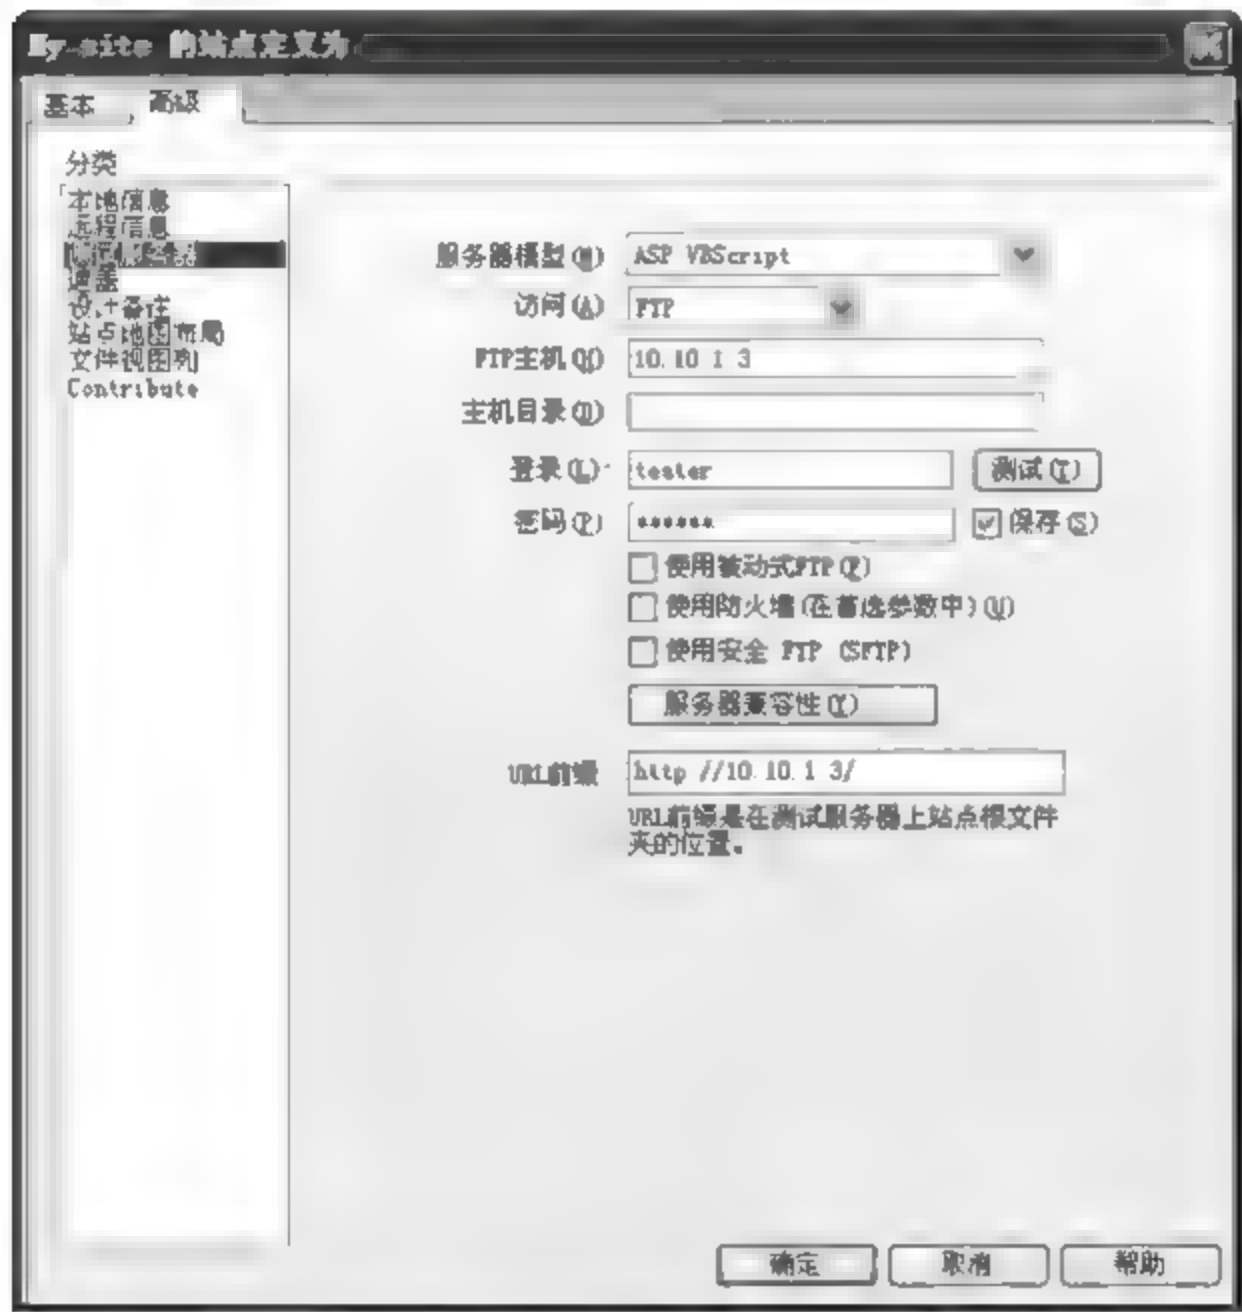 My-site 的站点定义为
基本
高级
分类
本地信息
远程信息
测试服务器
遮盖
设计备注
站点地图布局
文件视图列
Contribute
服务器模型(M) ASP VBScript
访问(A) FTP
FTP主机(H) 10.10 1 3
主机目录(D)
登录(L) tester 测试(T)
密码(P) ****** 保存(S)
使用被动式FTP(F)
使用防火墙(在首选参数中)(U)
使用安全 FTP (SFTP)
服务器兼容性(Y)
URL前缀 http //10 10 1 3/
URL前缀是在测试服务器上站点根文件
夹的位置。
确定 取消 帮助